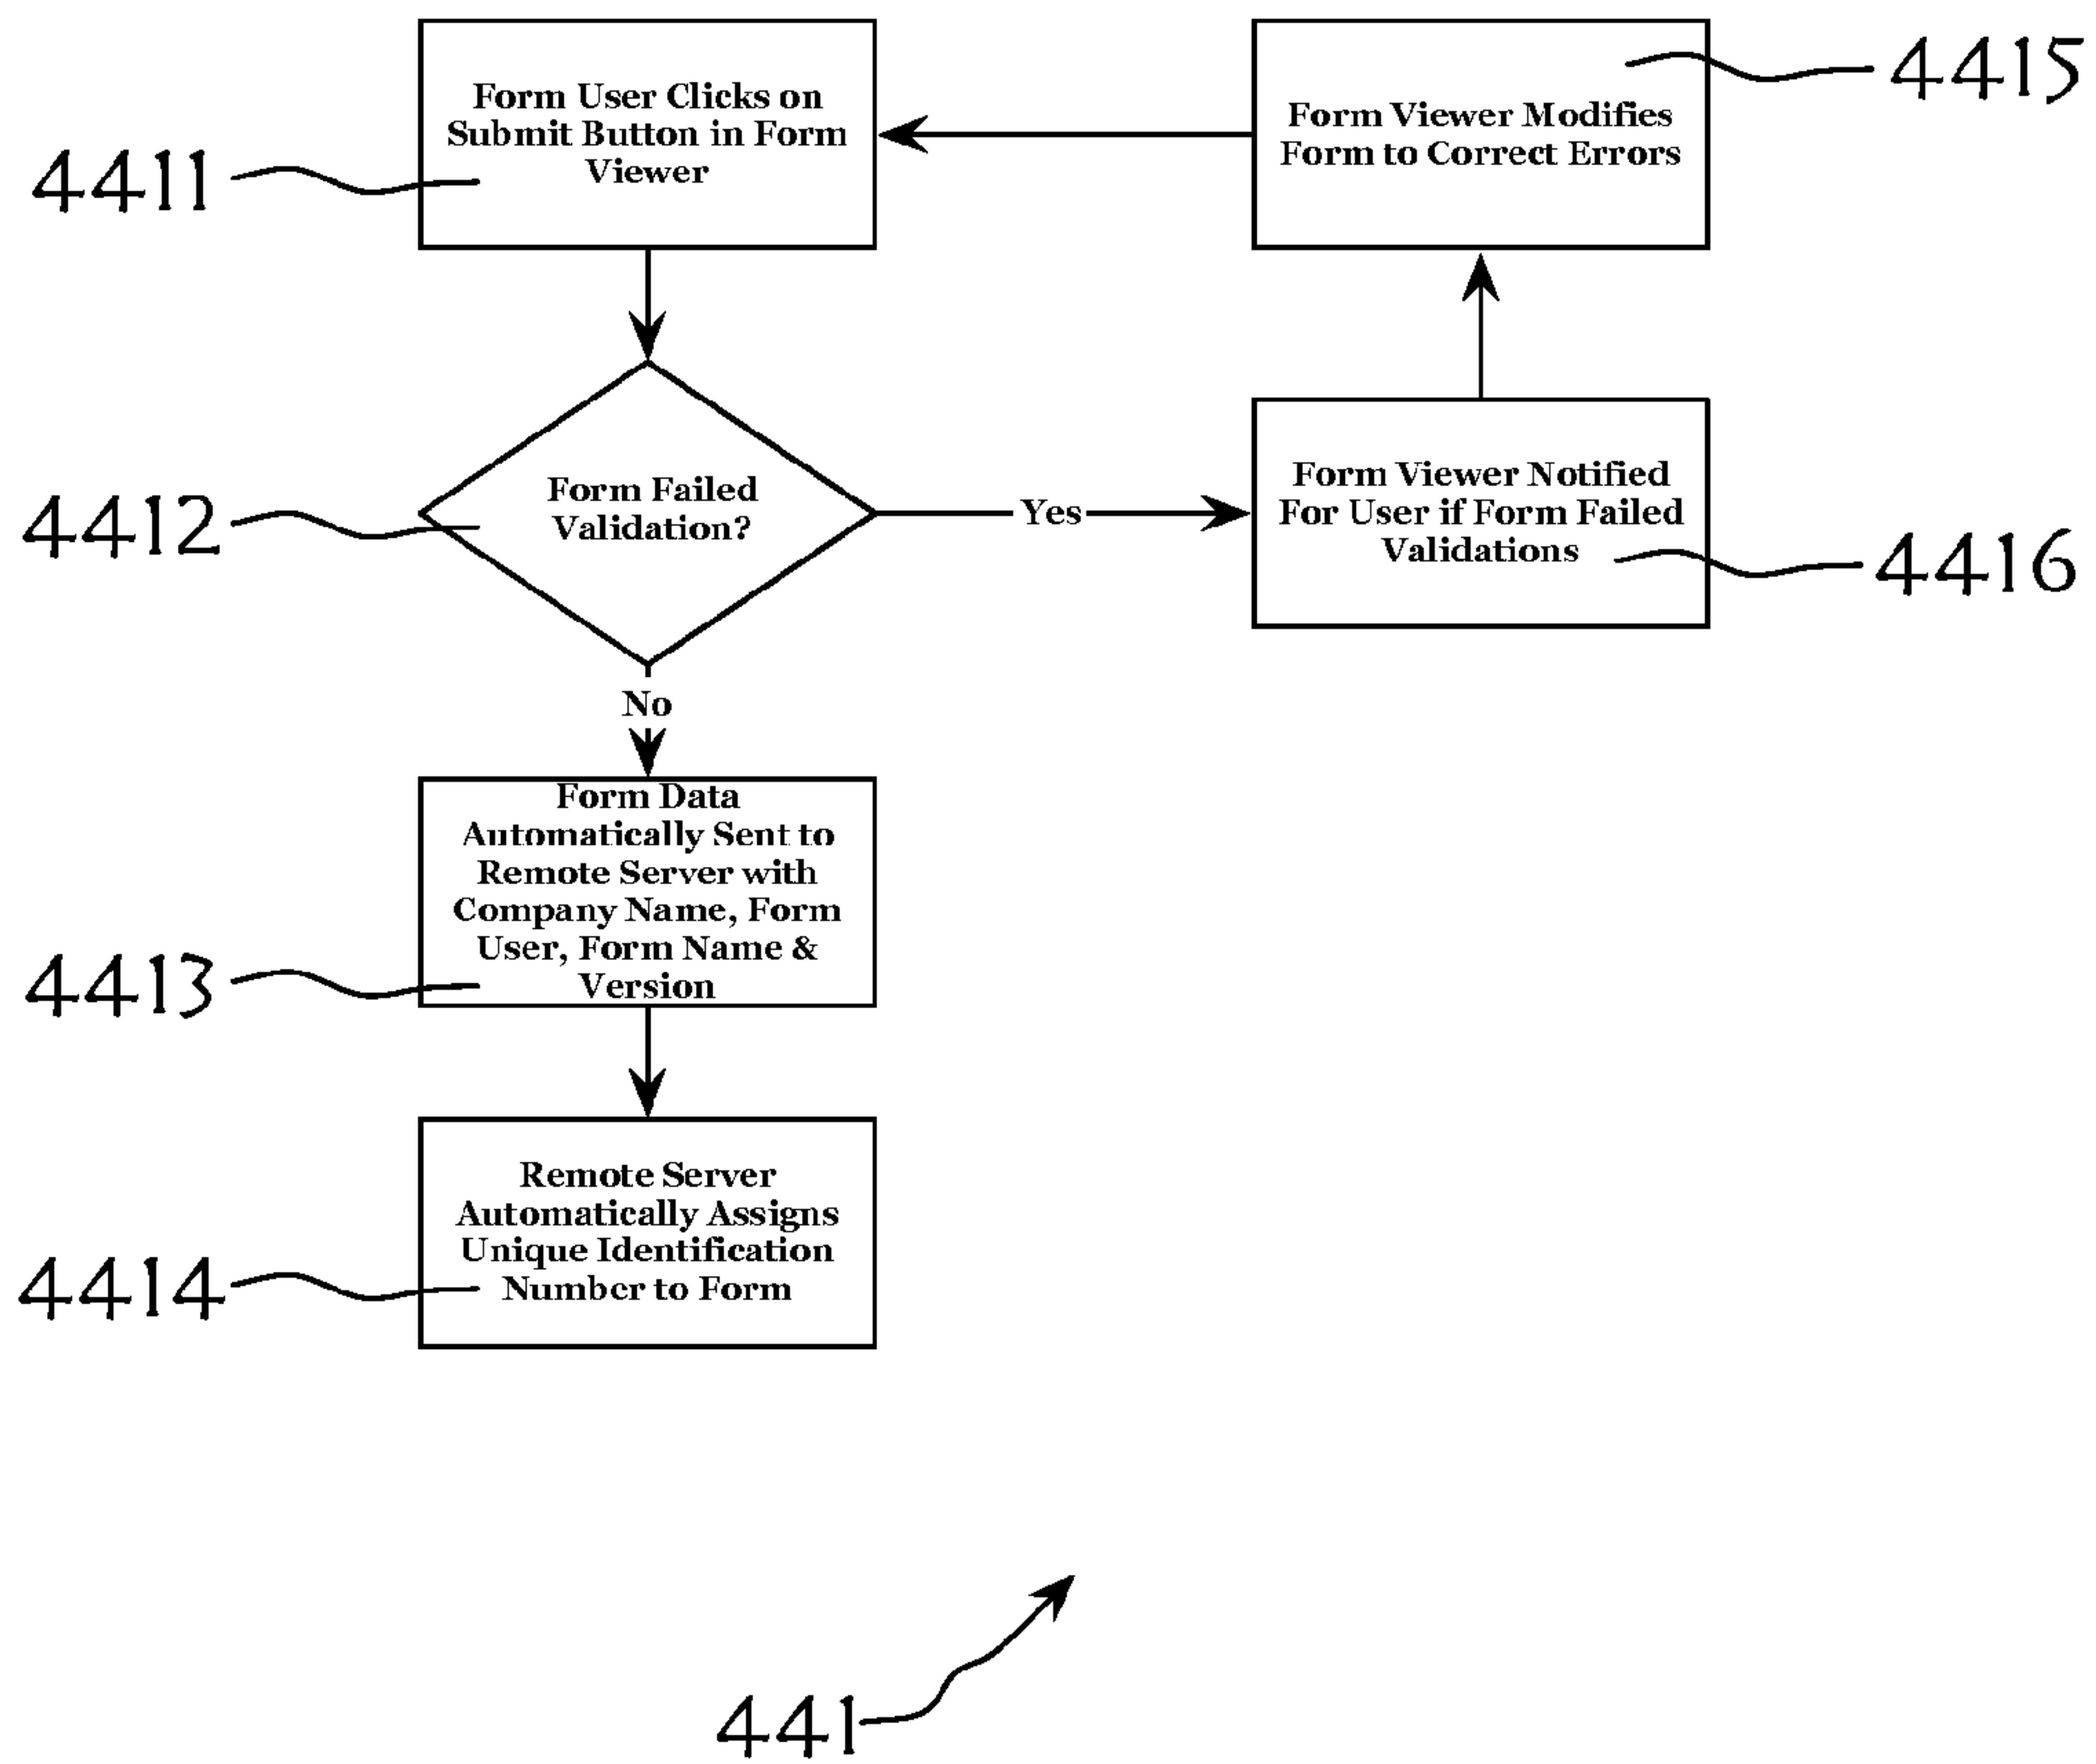 Form User Clicks on
Submit Button in Form
Viewer
4411
Form Viewer Modifies
Form to Correct Errors
4415
Form Failed
Validation?
4412
Yes
Form Viewer Notified
For User if Form Failed
Validations
4416
No
Form Data
Automatically Sent to
Remote Server with
Company Name, Form
User, Form Name &
Version
4413
Remote Server
Automatically Assigns
Unique Identification
Number to Form
4414
441